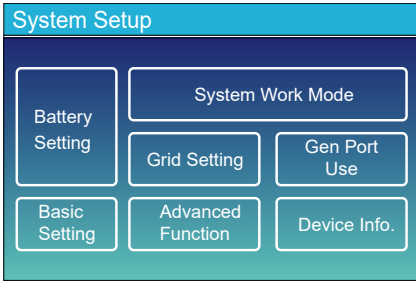 System Setup
Battery
Setting
System Work Mode
Grid Setting
Gen Port
Use
Basic
Setting
Advanced
Function
Device Info.